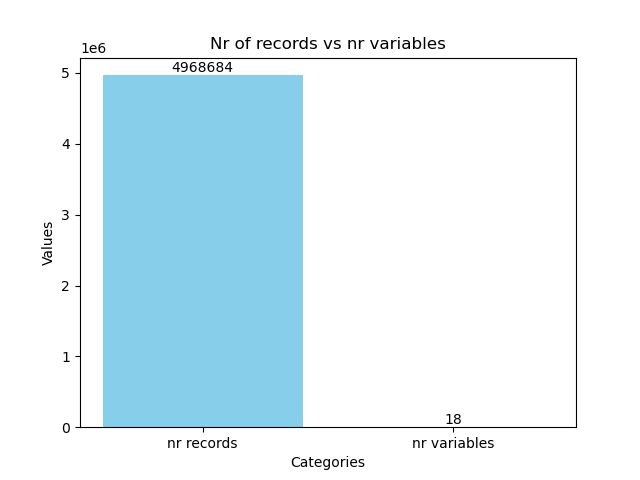 Nr of records vs nr variables
1e6
4968684
5
4
3
2
1
0
Values
18
nr records
nr variables
Categories